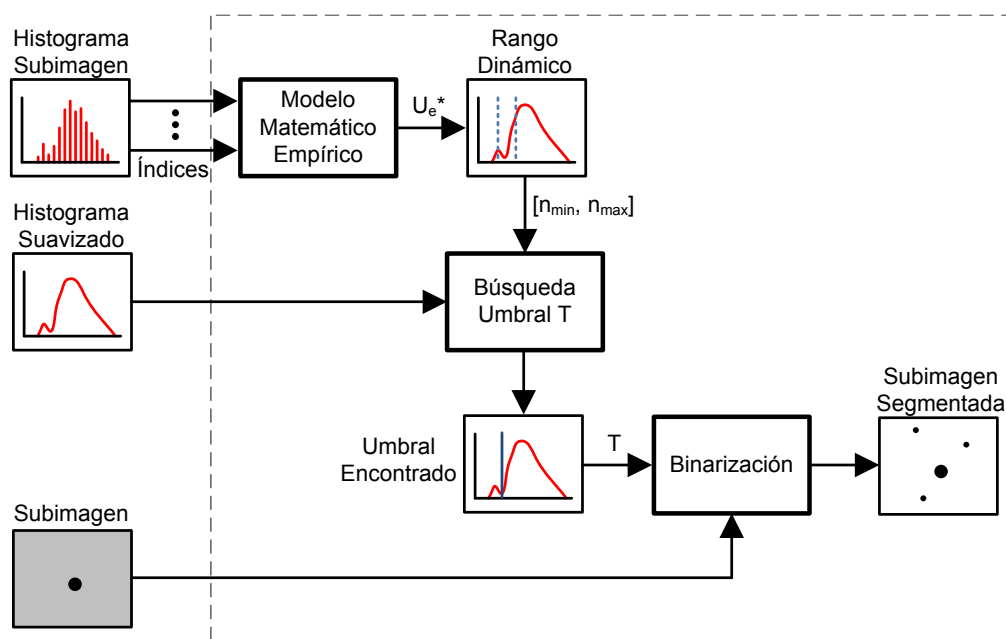 Histograma
Subimagen
Índices
Modelo
Matemático
Empírico
Ue*
Rango
Dinámico
[nmin, nmax]
Histograma
Suavizado
Búsqueda
Umbral T
Umbral
Encontrado
T
Binarización
Subimagen
Segmentada
Subimagen